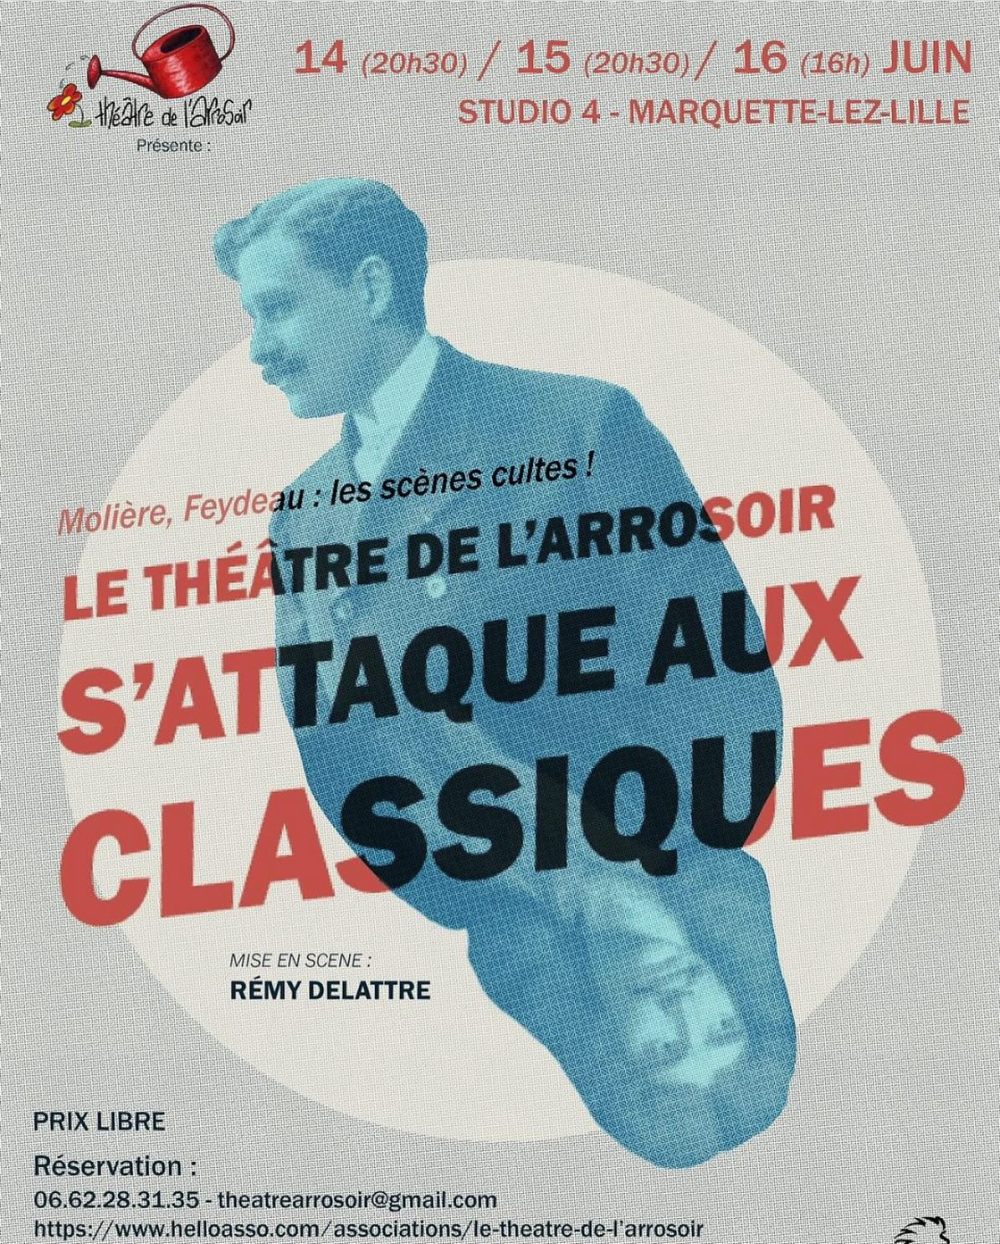 14 (20h30) / 15 (20h30) / 16 (16h) JUIN
STUDIO 4 - MARQUETTE-LEZ-LILLE
théâtre de l'Arrosoir
Présente :
Molière, Feydeau : les scènes cultes !
LE THÉÂTRE DE L'ARROSOIR
S'ATTAQUE AUX
CLASSIQUES
MISE EN SCENE :
RÉMY DELATTRE
PRIX LIBRE
Réservation :
06.62.28.31.35 - theatrearrosoir@gmail.com
https://www.helloasso.com/associations/le-theatre-de-l'arrosoir